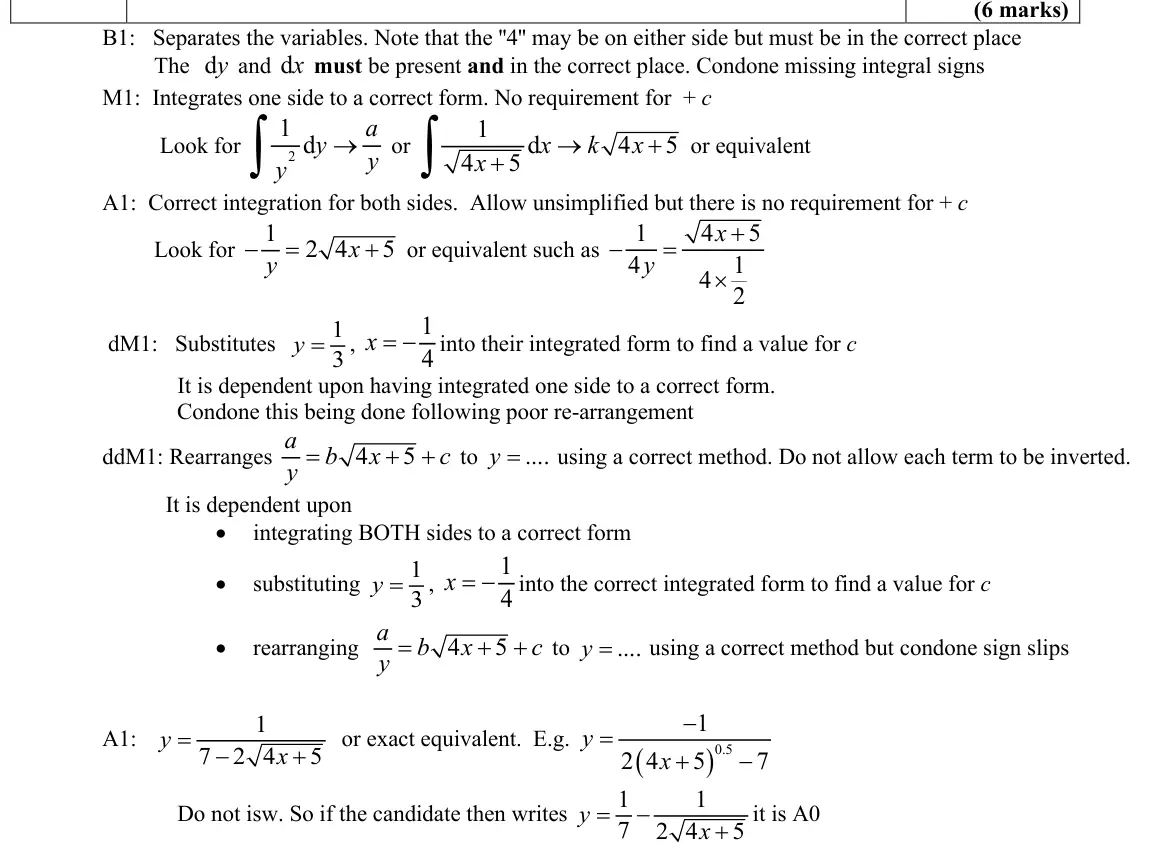 (6 marks)
B1: Separates the variables. Note that the "4" may be on either side but must be in the correct place
The dy and dx must be present and in the correct place. Condone missing integral signs
M1: Integrates one side to a correct form. No requirement for + c
Look for ∫ 1/y² dy → a/y or ∫ 1/√(4x+5) dx → k√(4x+5) or equivalent
A1: Correct integration for both sides. Allow unsimplified but there is no requirement for + c
Look for −1/y = 2√(4x+5) or equivalent such as −1/(4y) = √(4x+5)/(4×1/2)
dM1: Substitutes y = 1/3, x = −1/4 into their integrated form to find a value for c
It is dependent upon having integrated one side to a correct form.
Condone this being done following poor re-arrangement
ddM1: Rearranges a/y = b√(4x+5) + c to y = .... using a correct method. Do not allow each term to be inverted.
It is dependent upon
• integrating BOTH sides to a correct form
• substituting y = 1/3, x = −1/4 into the correct integrated form to find a value for c
• rearranging a/y = b√(4x+5) + c to y = .... using a correct method but condone sign slips
A1: y = 1/(7−2√(4x+5)) or exact equivalent. E.g. y = −1/(2(4x+5)^0.5 − 7)
Do not isw. So if the candidate then writes y = 1/7 − 1/(2√(4x+5)) it is A0